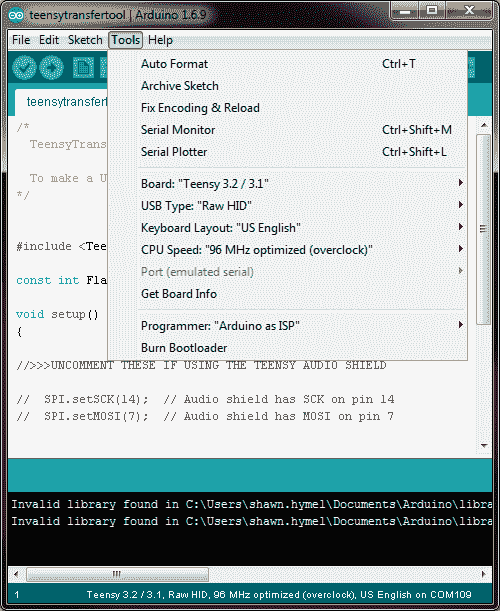 teensytransfertool | Arduino 1.6.9
File Edit Sketch Tools Help
Auto Format Ctrl+T
Archive Sketch
Fix Encoding & Reload
Serial Monitor Ctrl+Shift+M
Serial Plotter Ctrl+Shift+L
Board: "Teensy 3.2 / 3.1"
USB Type: "Raw HID"
Keyboard Layout: "US English"
CPU Speed: "96 MHz optimized (overclock)"
Port (emulated serial)
Get Board Info
Programmer: "Arduino as ISP"
Burn Bootloader
teensytransfert
/*
TeensyTrans
To make a U
*/
#include <Tee
const int Fla
void setup()
{
//>>>UNCOMMENT THESE IF USING THE TEENSY AUDIO SHIELD
//  SPI.setSCK(14);  // Audio shield has SCK on pin 14
//  SPI.setMOSI(7);  // Audio shield has MOSI on pin 7
Invalid library found in C:\Users\shawn.hymel\Documents\Arduino\libra
Invalid library found in C:\Users\shawn.hymel\Documents\Arduino\libra
1 Teensy 3.2 / 3.1, Raw HID, 96 MHz optimized (overclock), US English on COM109